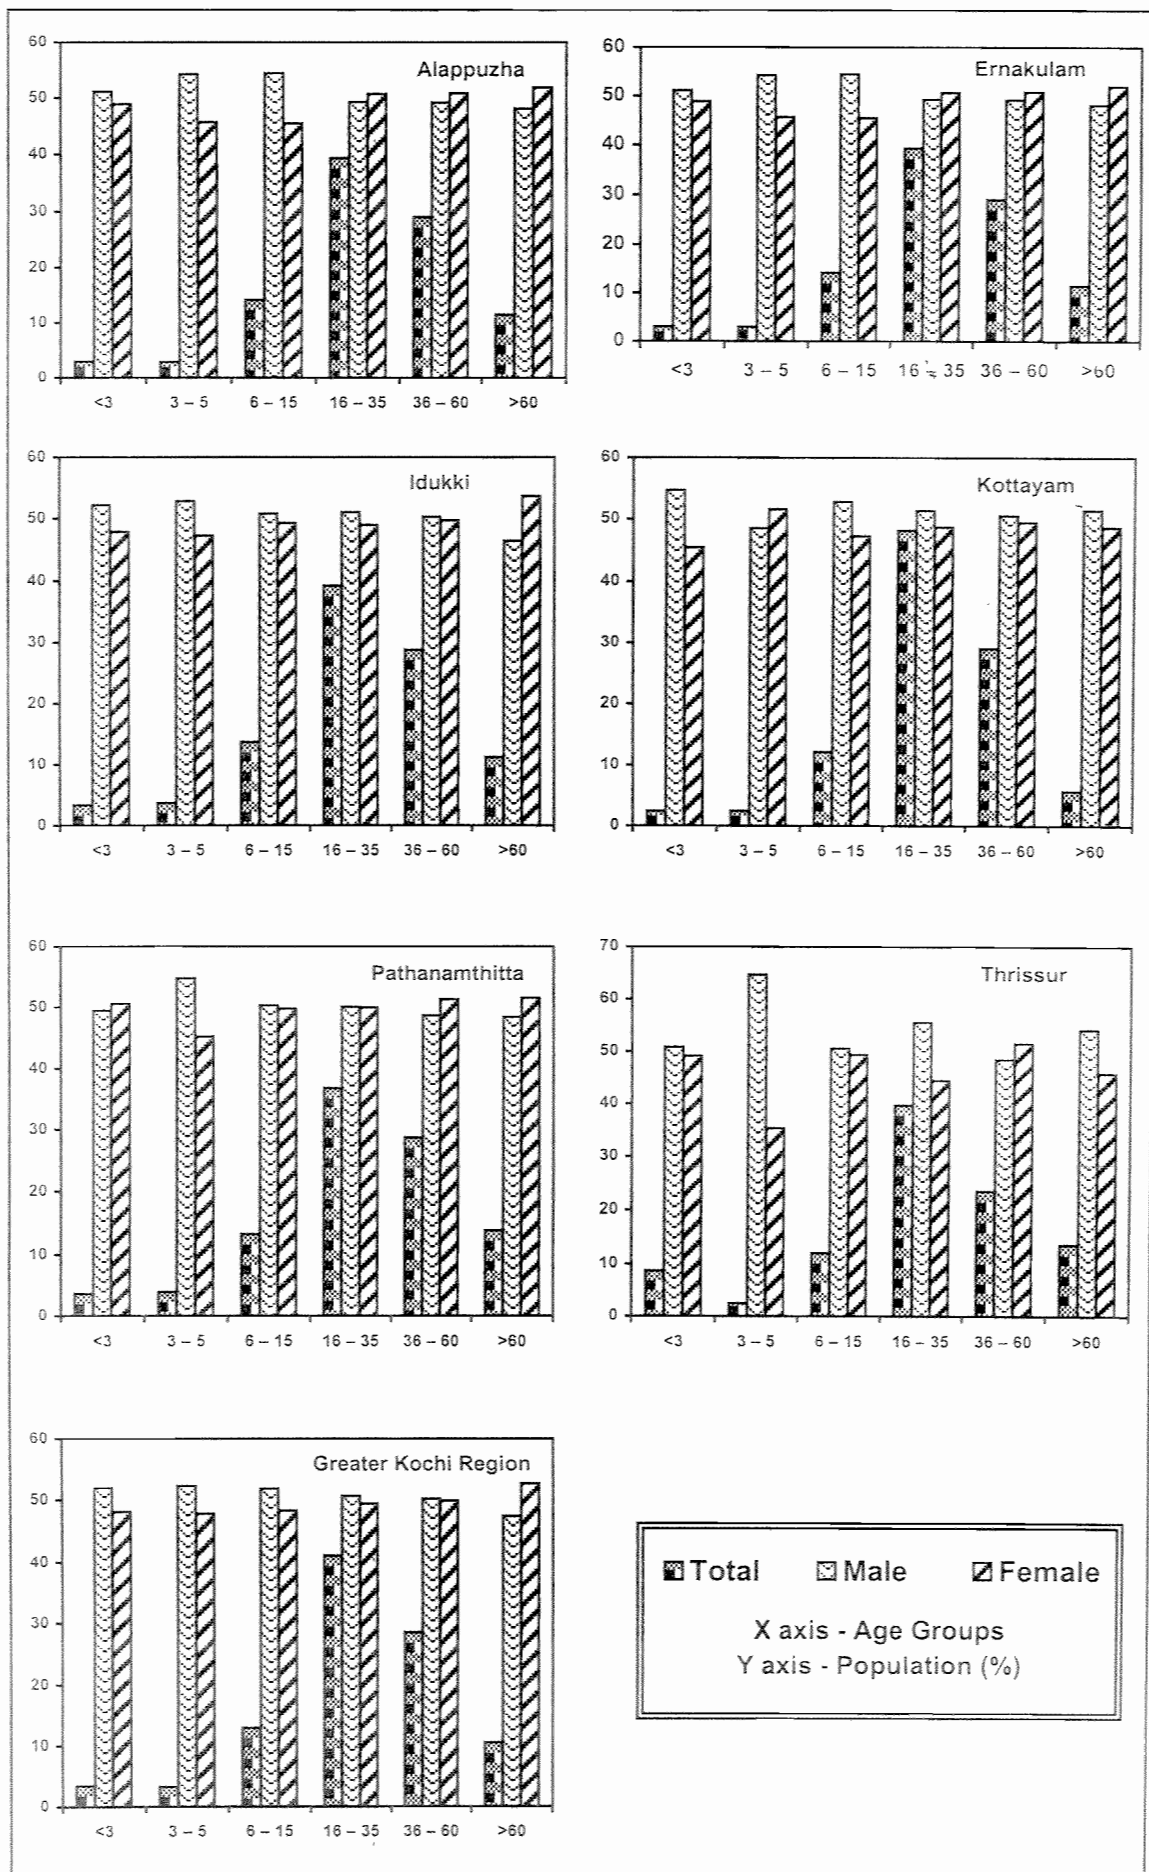 Alappuzha
60
50
40
30
20
10
0
<3 3 – 5 6 – 15 16 – 35 36 – 60 >60
Ernakulam
60
50
40
30
20
10
0
<3 3 – 5 6 – 15 16 – 35 36 – 60 >60
Idukki
60
50
40
30
20
10
0
<3 3 – 5 6 – 15 16 – 35 36 – 60 >60
Kottayam
60
50
40
30
20
10
0
<3 3 – 5 6 – 15 16 – 35 36 – 60 >60
Pathanamthitta
60
50
40
30
20
10
0
<3 3 – 5 6 – 15 16 – 35 36 – 60 >60
Thrissur
70
60
50
40
30
20
10
0
<3 3 – 5 6 – 15 16 – 35 36 – 60 >60
Greater Kochi Region
60
50
40
30
20
10
0
<3 3 – 5 6 – 15 16 – 35 36 – 60 >60
Total Male Female
X axis - Age Groups
Y axis - Population (%)